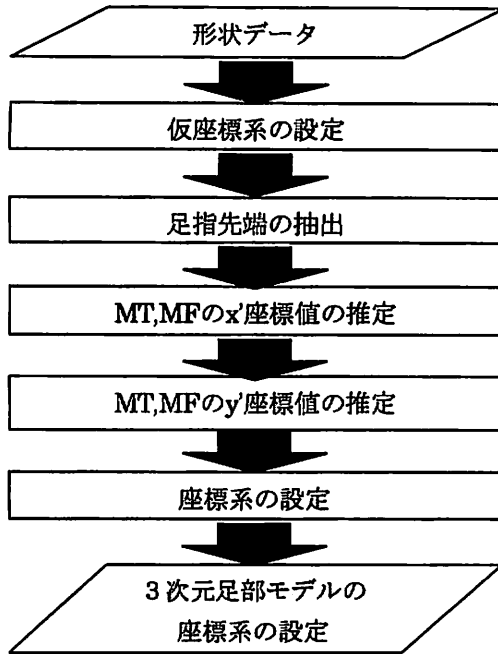 形状データ
仮座標系の設定
足指先端の抽出
MT,MFのx'座標値の推定
MT,MFのy'座標値の推定
座標系の設定
3次元足部モデルの
座標系の設定